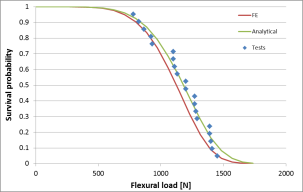 1
0.9
0.8
0.7
0.6
0.5
0.4
0.3
0.2
0.1
0
Survival probability
FE
Analytical
Tests
0 500 1000 1500 2000
Flexural load [N]